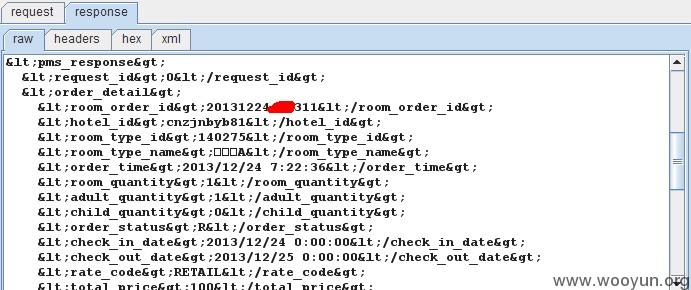 request response
raw headers hex xml
&lt;pms_response&gt;
&lt;request_id&gt;0&lt;/request_id&gt;
&lt;order_detail&gt;
&lt;room_order_id&gt;20131224 311&lt;/room_order_id&gt;
&lt;hotel_id&gt;cnzjnbyb81&lt;/hotel_id&gt;
&lt;room_type_id&gt;140275&lt;/room_type_id&gt;
&lt;room_type_name&gt;□□□A&lt;/room_type_name&gt;
&lt;order_time&gt;2013/12/24 7:22:36&lt;/order_time&gt;
&lt;room_quantity&gt;1&lt;/room_quantity&gt;
&lt;adult_quantity&gt;1&lt;/adult_quantity&gt;
&lt;child_quantity&gt;0&lt;/child_quantity&gt;
&lt;order_status&gt;R&lt;/order_status&gt;
&lt;check_in_date&gt;2013/12/24 0:00:00&lt;/check_in_date&gt;
&lt;check_out_date&gt;2013/12/25 0:00:00&lt;/check_out_date&gt;
&lt;rate_code&gt;RETAIL&lt;/rate_code&gt;
&lt;total_price&gt;100&lt;/total_price&gt;
www.wooyun.org